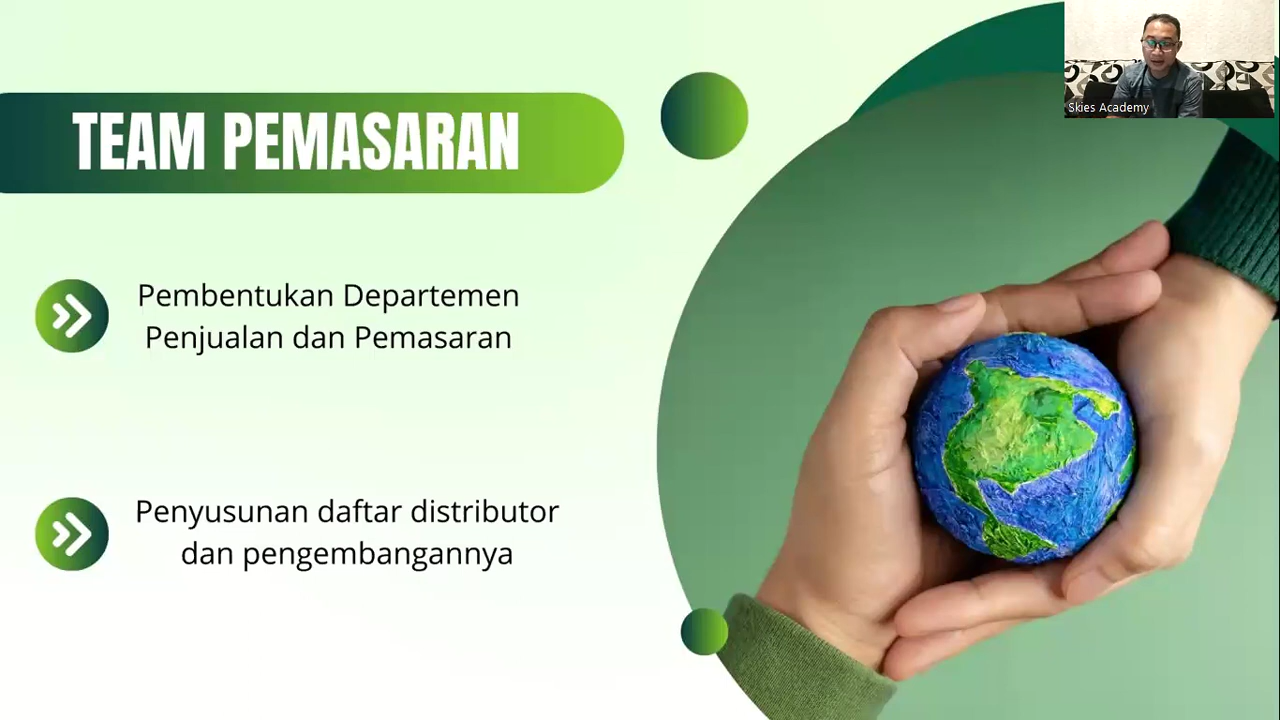 TEAM PEMASARAN
Pembentukan Departemen
Penjualan dan Pemasaran
Penyusunan daftar distributor
dan pengembangannya
Skies Academy